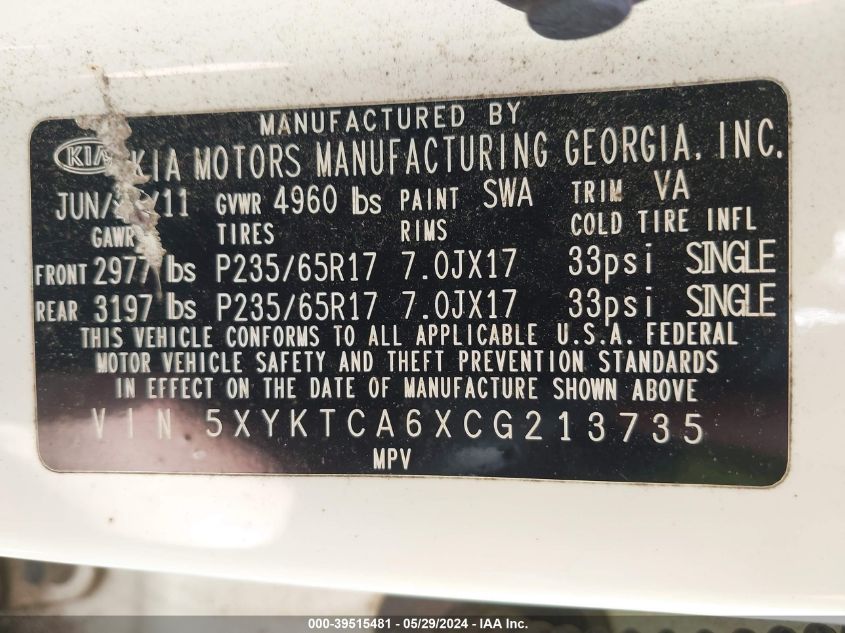 MANUFACTURED BY
KIA KIA MOTORS MANUFACTURING GEORGIA, INC.
JUN/ /11 GVWR 4960 lbs PAINT SWA TRIM VA
GAWR TIRES RIMS COLD TIRE INFL
FRONT 2977 lbs P235/65R17 7.0JX17 33psi SINGLE
REAR 3197 lbs P235/65R17 7.0JX17 33psi SINGLE
THIS VEHICLE CONFORMS TO ALL APPLICABLE U.S.A. FEDERAL
MOTOR VEHICLE SAFETY AND THEFT PREVENTION STANDARDS
IN EFFECT ON THE DATE OF MANUFACTURE SHOWN ABOVE
VIN 5XYKTCA6XCG213735
MPV
000-39515481 - 05/29/2024 - IAA Inc.